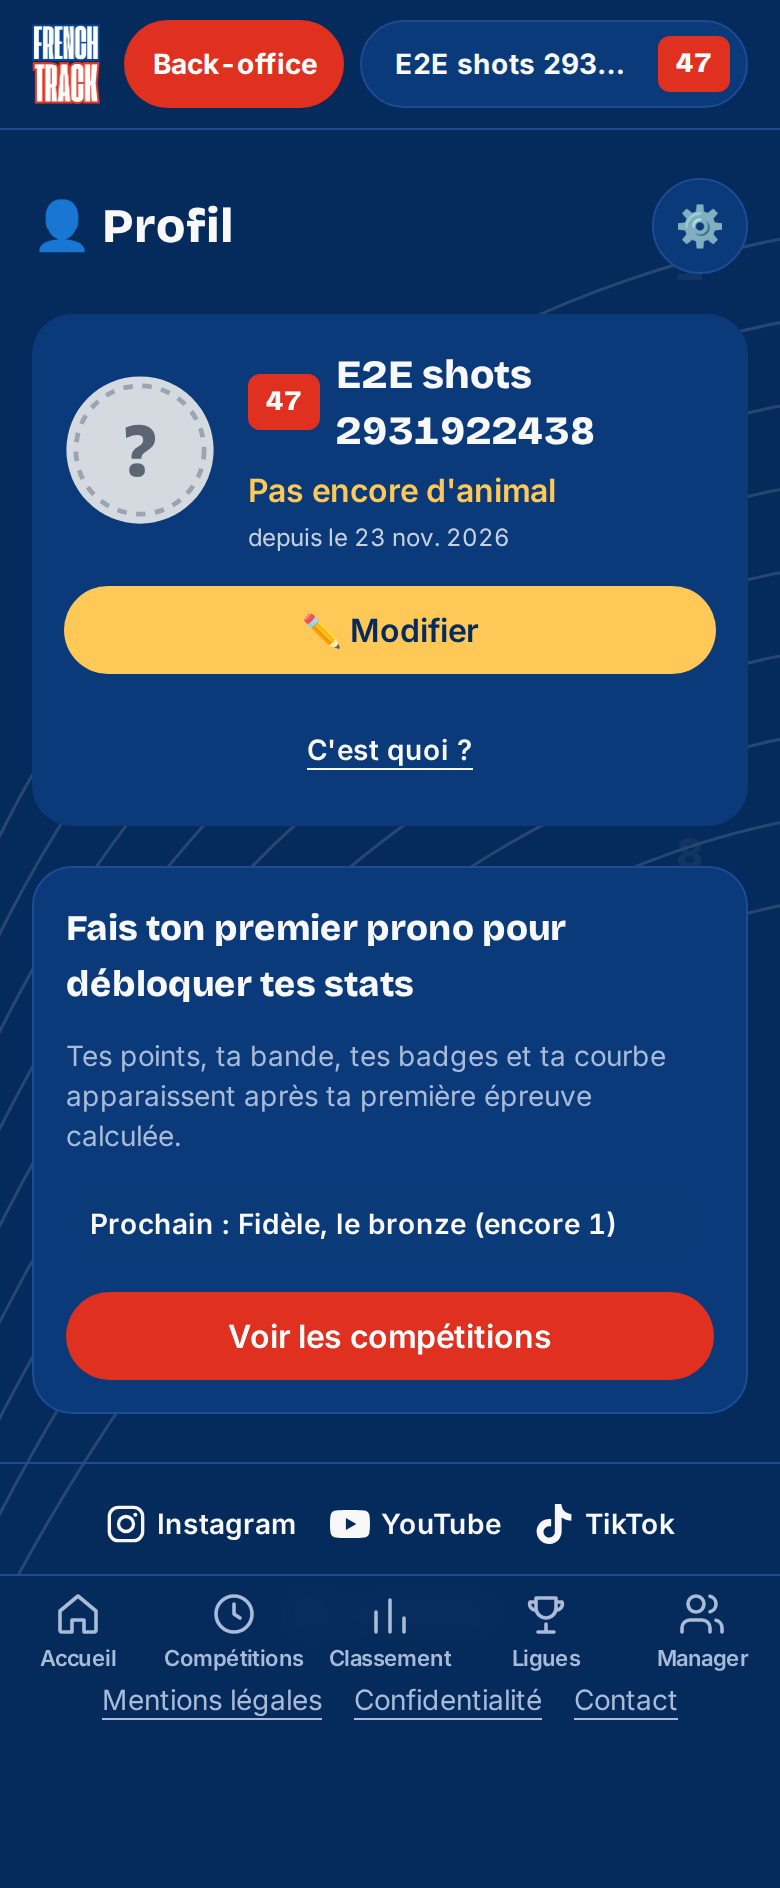 FRENCH
TRACK
Back-office
E2E shots 293...
47
Profil
47
E2E shots
2931922438
?
Pas encore d'animal
depuis le 23 nov. 2026
Modifier
C'est quoi ?
8
Fais ton premier prono pour
débloquer tes stats
Tes points, ta bande, tes badges et ta courbe
apparaissent après ta première épreuve
calculée.
Prochain : Fidèle, le bronze (encore 1)
Voir les compétitions
Instagram
YouTube
TikTok
Accueil
Compétitions
Classement
Ligues
Manager
Mentions légales
Confidentialité
Contact